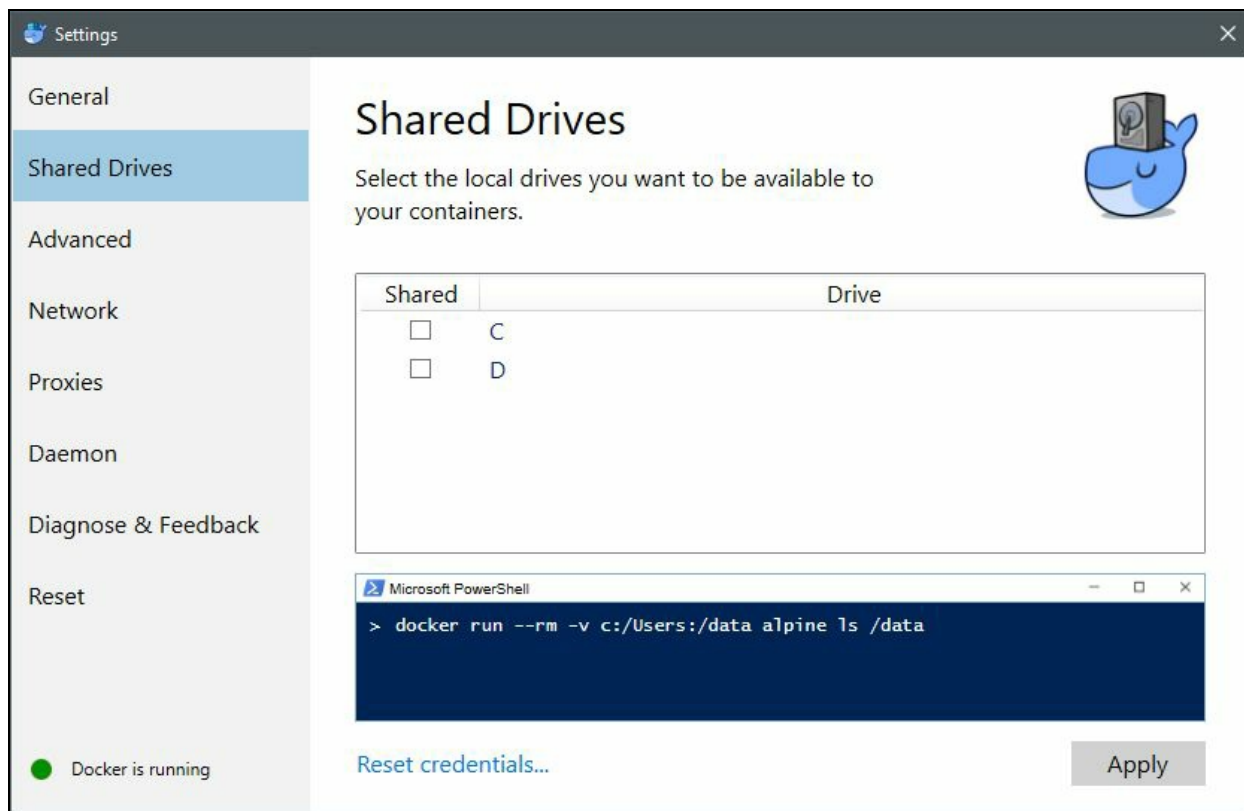 Settings
General
Shared Drives
Advanced
Network
Proxies
Daemon
Diagnose & Feedback
Reset
Docker is running
Shared Drives
Select the local drives you want to be available to
your containers.
Shared Drive
C
D
Microsoft PowerShell
> docker run --rm -v c:/Users:/data alpine ls /data
Reset credentials...
Apply